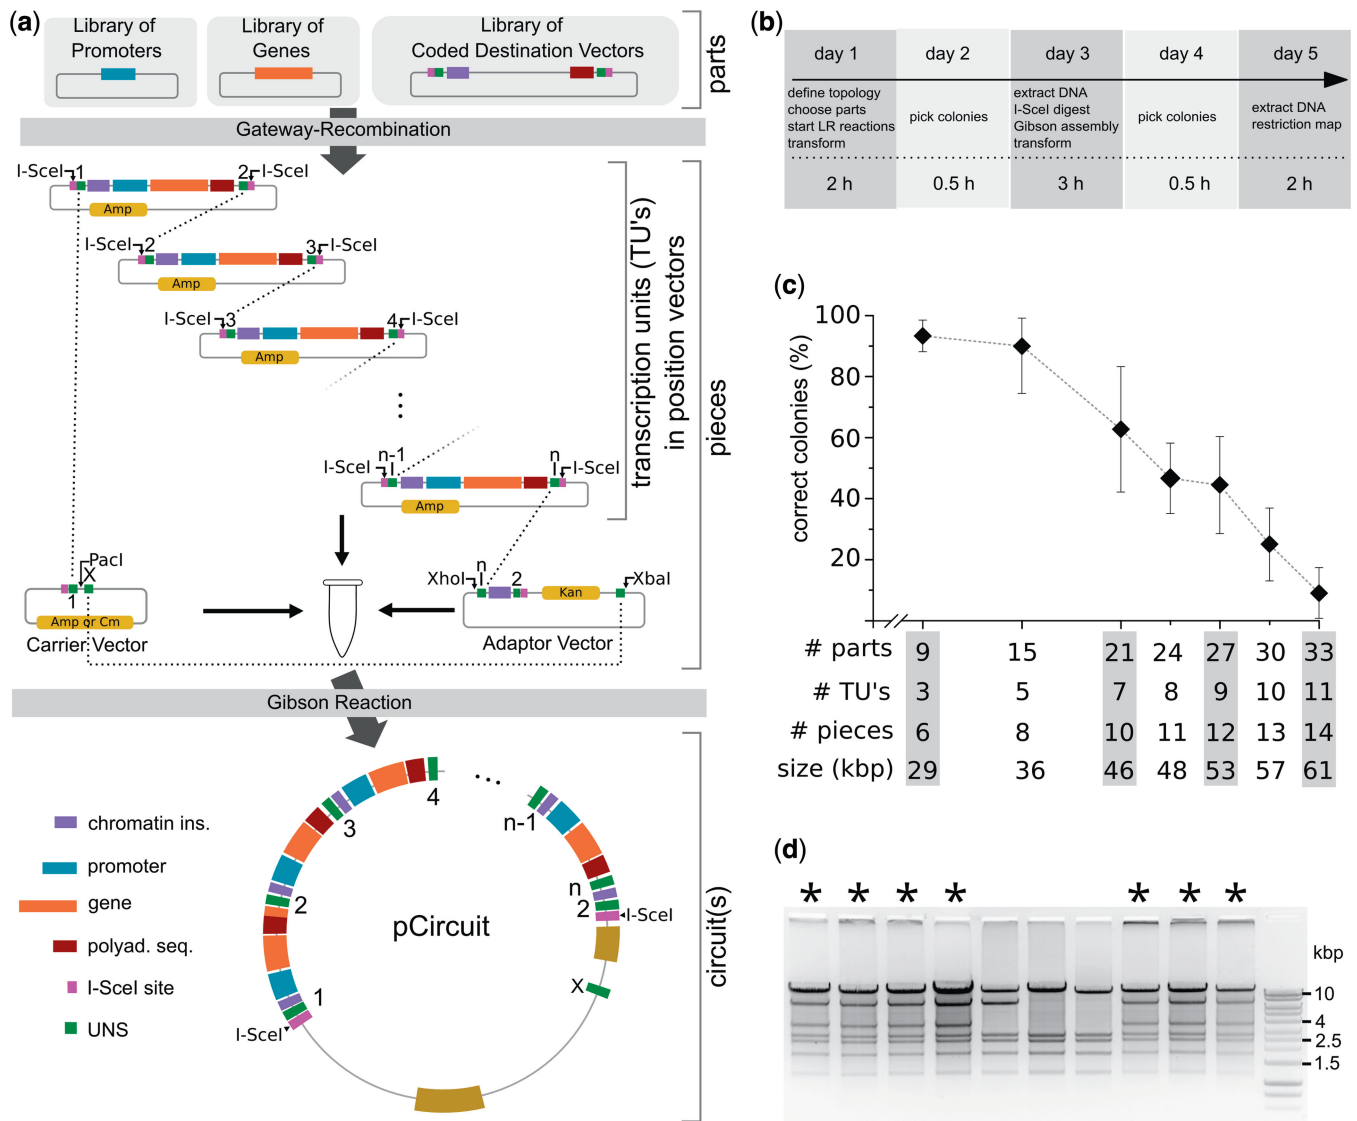 (a)
Library of
Promoters
Library of
Genes
Library of
Coded Destination Vectors
parts
Gateway-Recombination
I-SceI 1 2 I-SceI
Amp
I-SceI 2 3 I-SceI
Amp
I-SceI 3 4 I-SceI
Amp
...
n-1 n
I-SceI I-SceI
Amp
transcription units (TU's)
in position vectors
pieces
PacI
X
1
Amp or Cm
Carrier Vector
XhoI n 2 XbaI
Kan
Adaptor Vector
Gibson Reaction
chromatin ins.
promoter
gene
polyad. seq.
I-SceI site
UNS
pCircuit
I-SceI
1
2
3
4
...
n-1
n
2
I-SceI
X
circuit(s)
(b)
day 1 day 2 day 3 day 4 day 5
define topology
choose parts
start LR reactions
transform
pick colonies
extract DNA
I-SceI digest
Gibson assembly
transform
pick colonies
extract DNA
restriction map
2 h 0.5 h 3 h 0.5 h 2 h
(c)
correct colonies (%)
100
80
60
40
20
# parts 9 15 21 24 27 30 33
# TU's 3 5 7 8 9 10 11
# pieces 6 8 10 11 12 13 14
size (kbp) 29 36 46 48 53 57 61
(d)
* * * * * * *
kbp
10
4
2.5
1.5